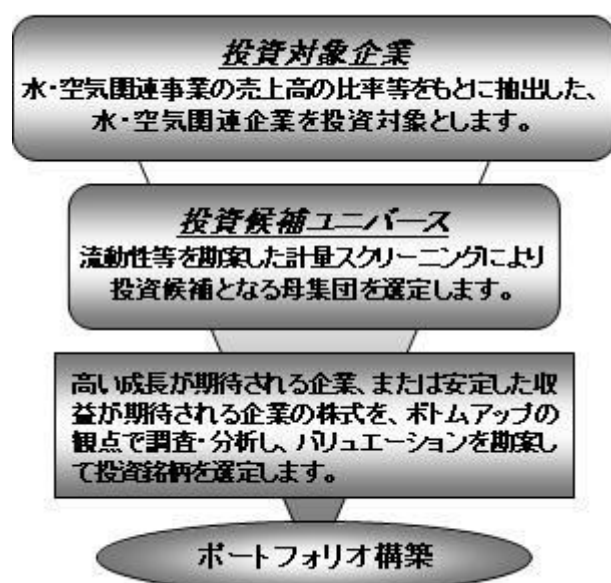 投資対象企業
水・空気関連事業の売上高の比率等をもとに抽出した、
水・空気関連企業を投資対象とします。
投資候補ユニバース
流動性等を勘案した計量スクリーニングにより
投資候補となる母集団を選定します。
高い成長が期待される企業、または安定した収
益が期待される企業の株式を、ボトムアップの
観点で調査・分析し、バリュエーションを勘案し
て投資銘柄を選定します。
ポートフォリオ構築